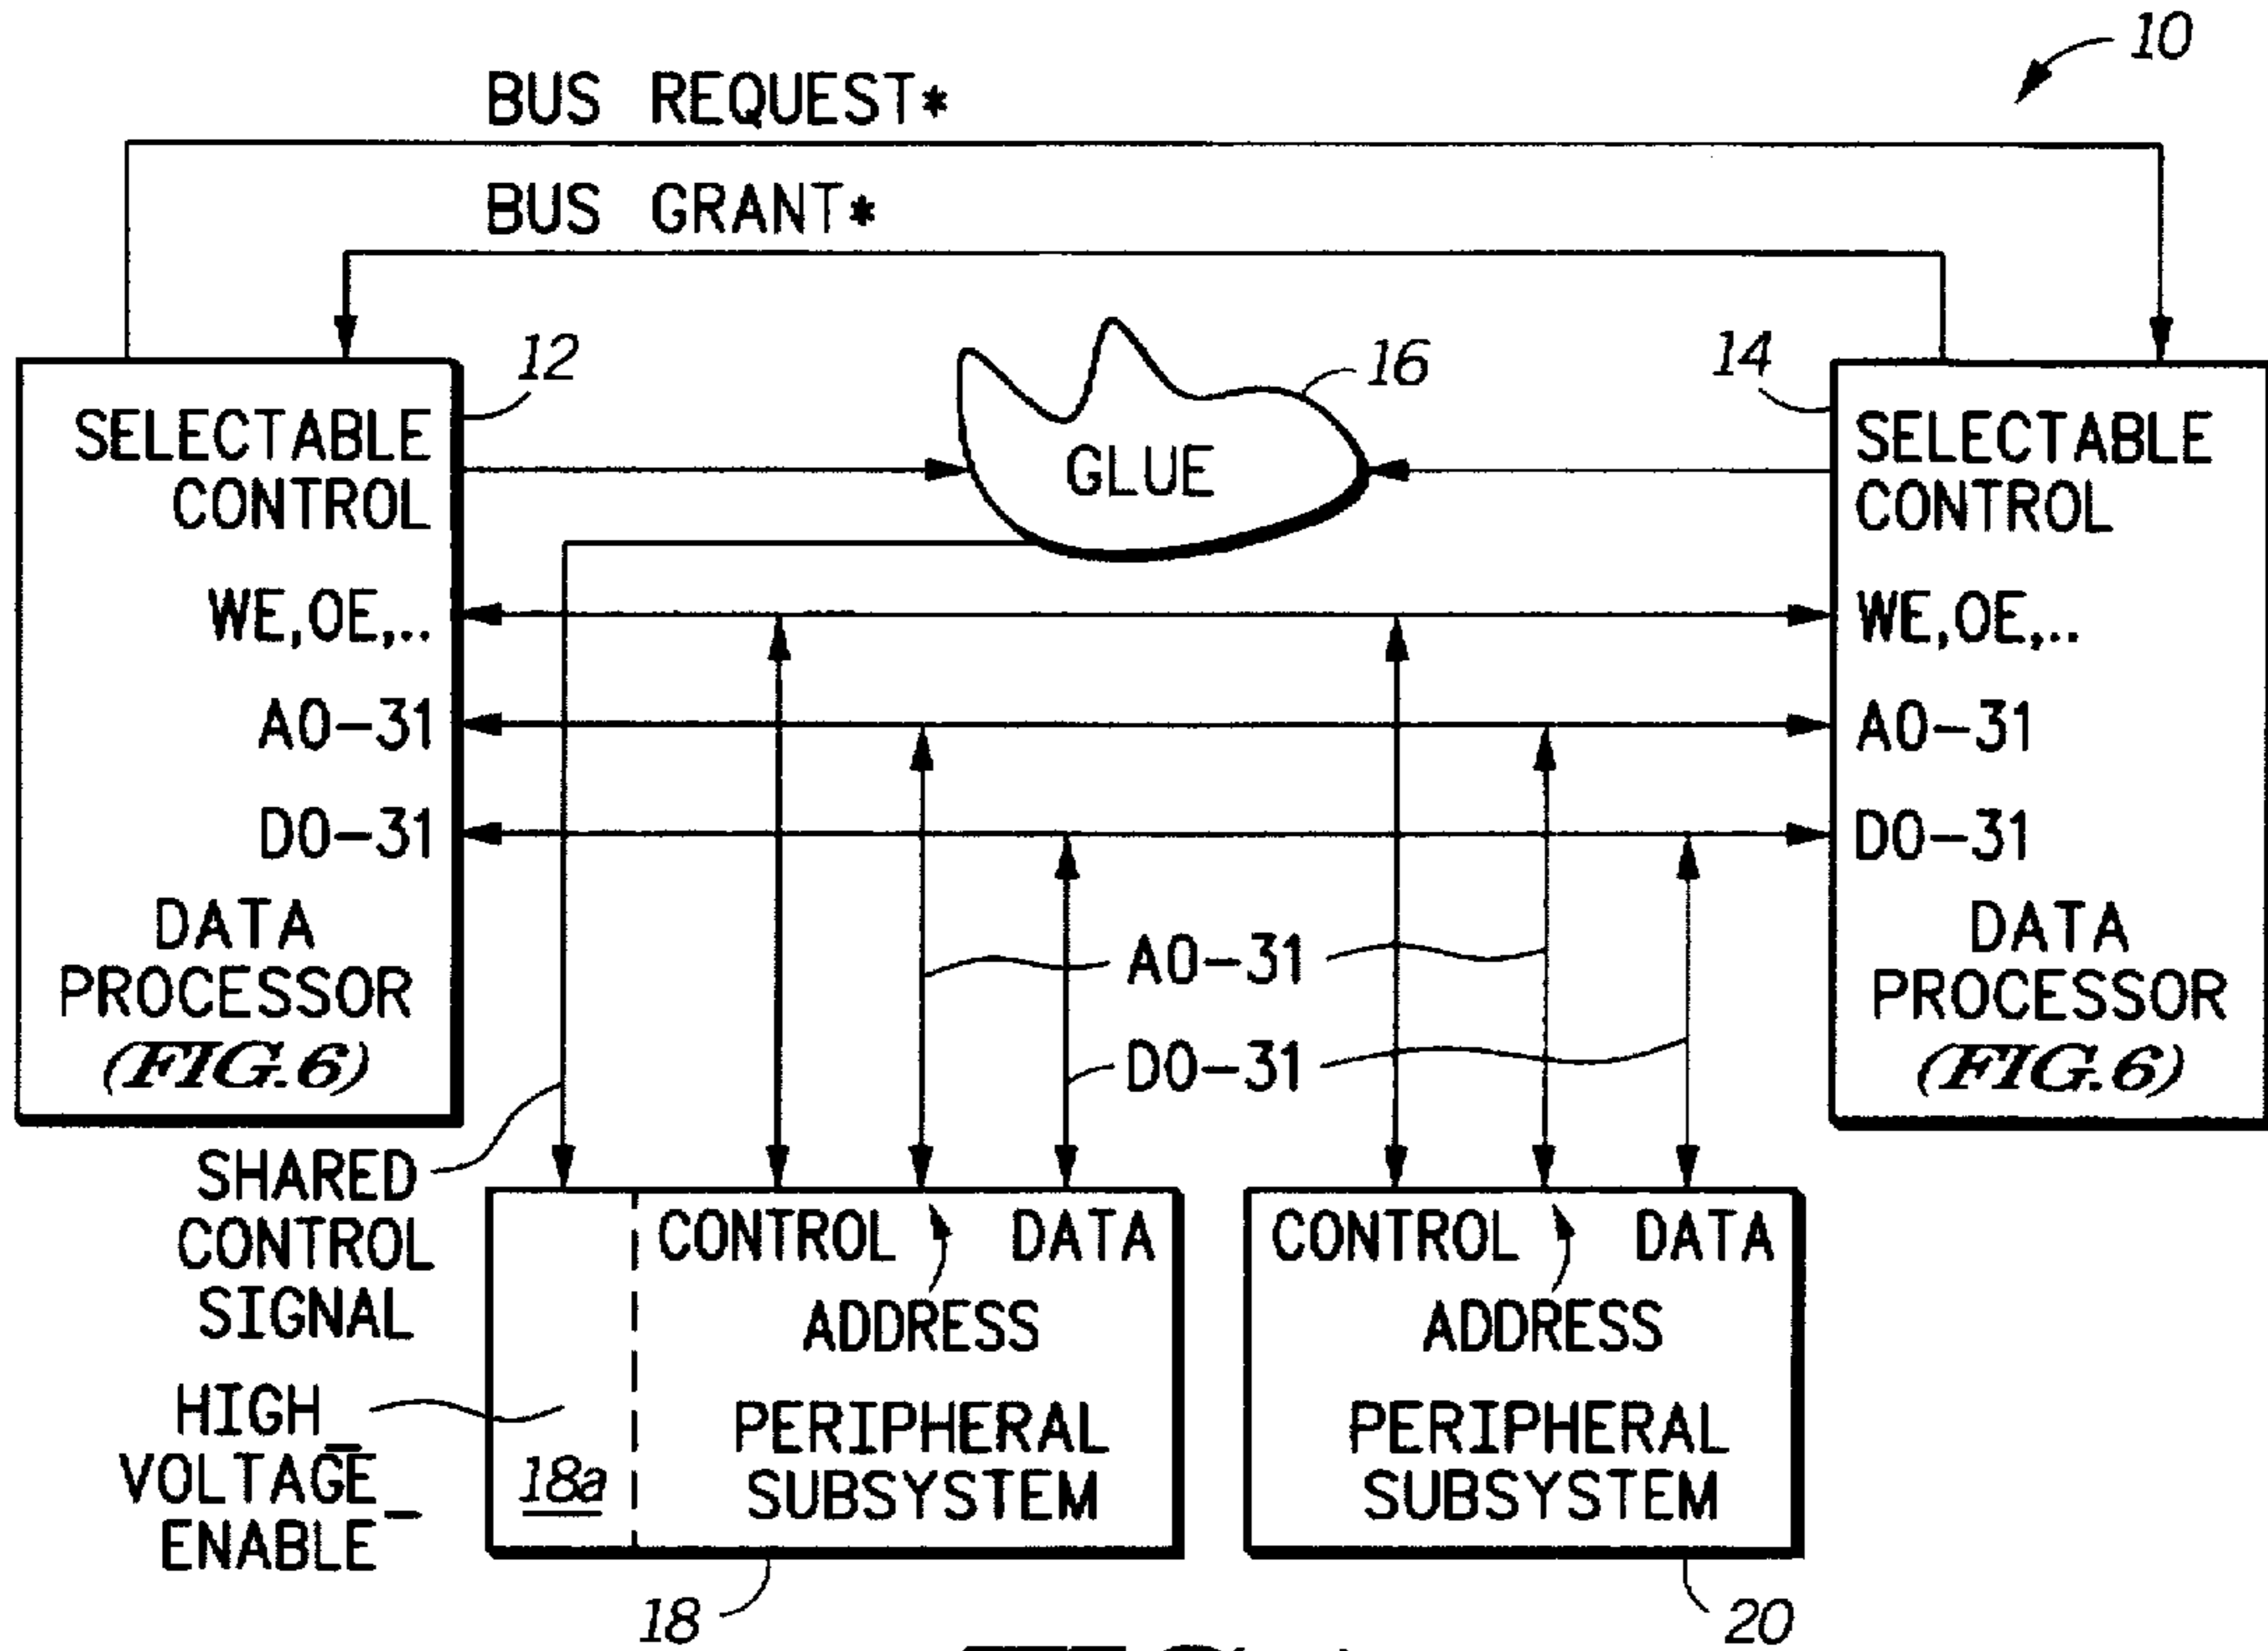 10
BUS REQUEST*
BUS GRANT*
12
16
14
SELECTABLE
CONTROL
GLUE
SELECTABLE
CONTROL
WE,OE,..
WE,OE,..
A0-31
A0-31
D0-31
D0-31
DATA
PROCESSOR
(FIG.6)
A0-31
D0-31
DATA
PROCESSOR
(FIG.6)
SHARED
CONTROL
SIGNAL
CONTROL
DATA
ADDRESS
CONTROL
DATA
ADDRESS
HIGH_
VOLTAGE_
ENABLE
18a
PERIPHERAL
SUBSYSTEM
PERIPHERAL
SUBSYSTEM
18
20